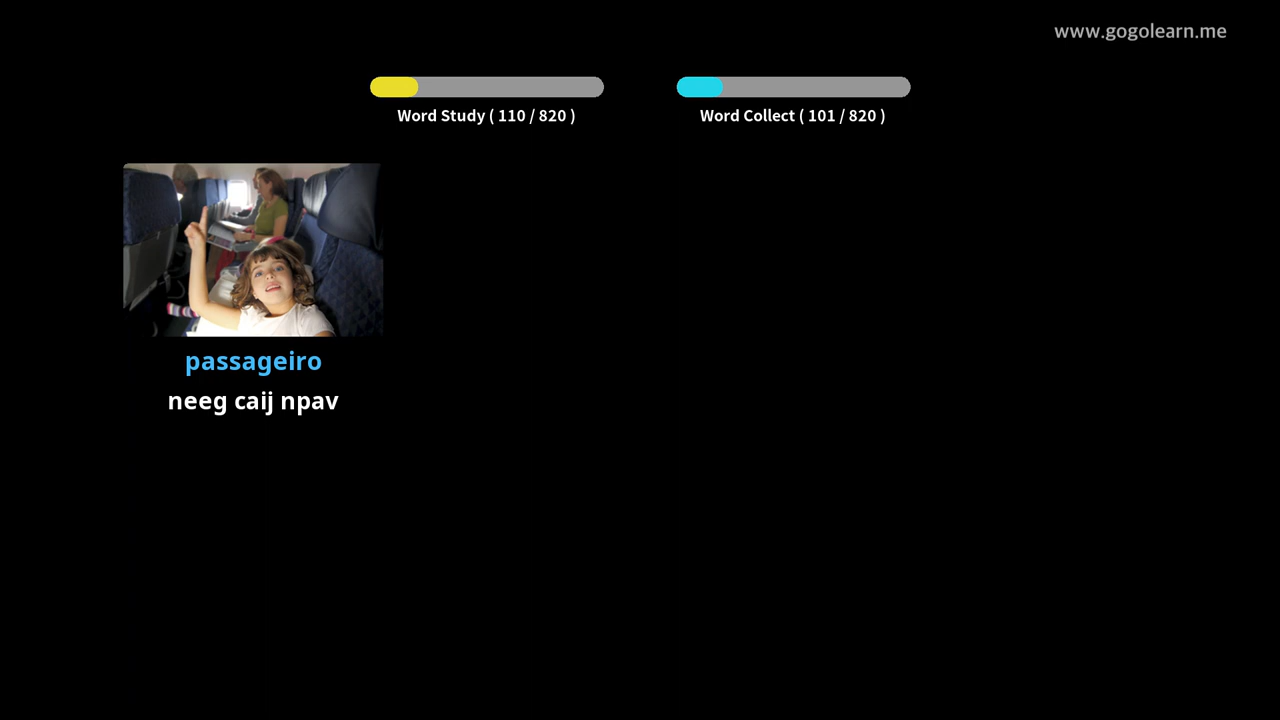 www.gogolearn.me
Word Study ( 110 / 820 )
Word Collect ( 101 / 820 )
passageiro
neeg caij npav